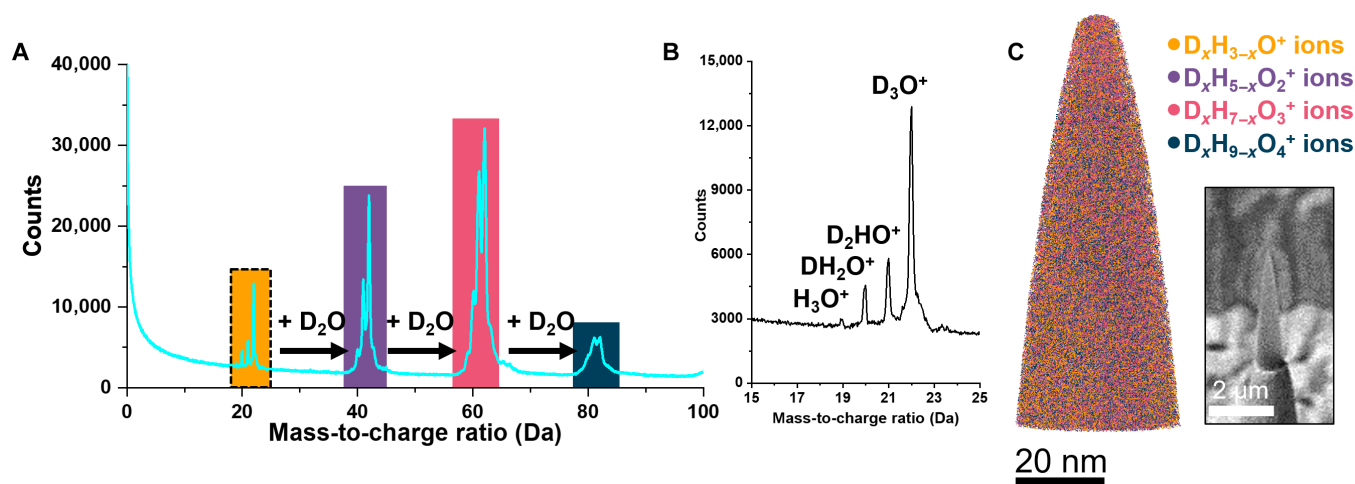 A
40,000
30,000
20,000
10,000
0
Counts
+ D₂O
+ D₂O
+ D₂O
0
20
40
60
80
100
Mass-to-charge ratio (Da)
B
15,000
12,000
9000
6000
3000
0
Counts
D₃O⁺
D₂HO⁺
DH₂O⁺
H₃O⁺
15
17
19
21
23
25
Mass-to-charge ratio (Da)
C
DₓH₃₋ₓO⁺ ions
DₓH₅₋ₓO₂⁺ ions
DₓH₇₋ₓO₃⁺ ions
DₓH₉₋ₓO₄⁺ ions
2 µm
20 nm